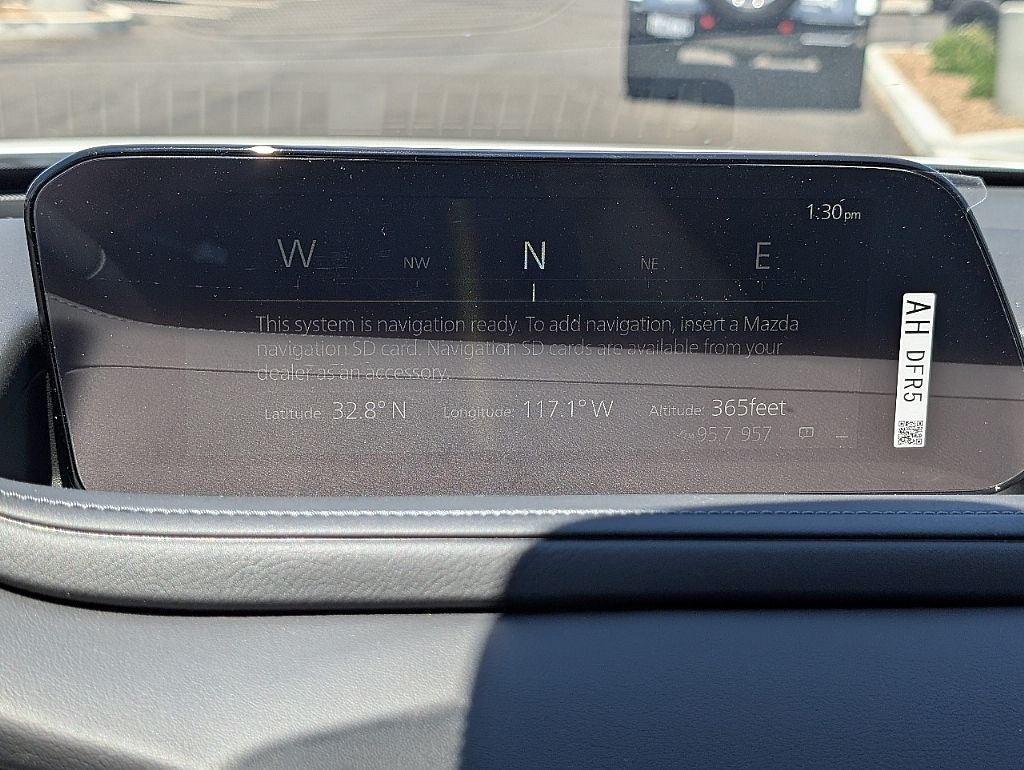 1:30pm
W NW N NE E
This system is navigation ready. To add navigation, insert a Mazda
navigation SD card. Navigation SD cards are available from your
dealer as an accessory.
Latitude: 32.8° N Longitude: 117.1° W Altitude: 365feet
95.7 957
AH DFR5